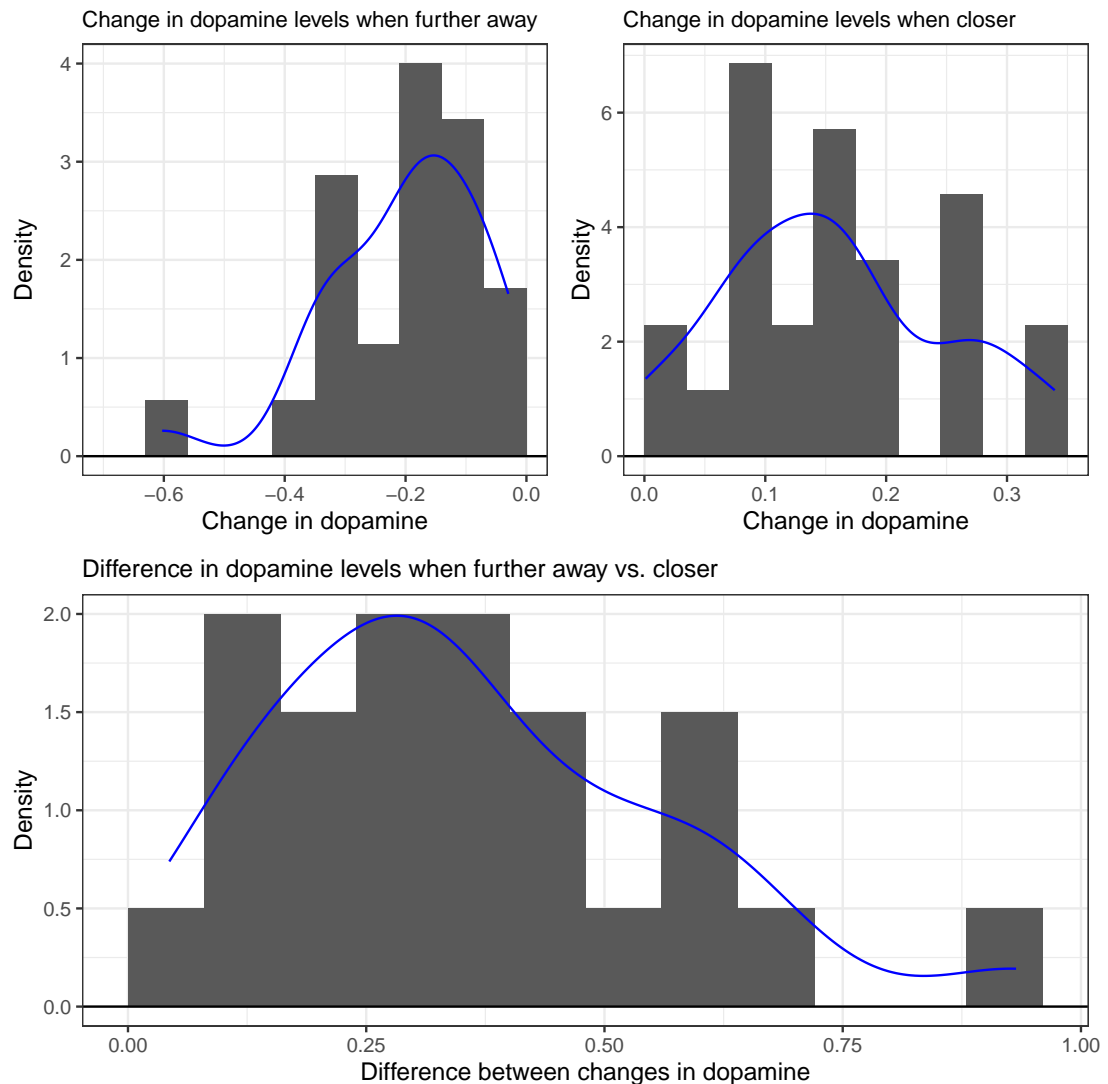 Change in dopamine levels when further away
Density
4
3
2
1
0
−0.6 −0.4 −0.2 0.0
Change in dopamine
Change in dopamine levels when closer
Density
6
4
2
0
0.0 0.1 0.2 0.3
Change in dopamine
Difference in dopamine levels when further away vs. closer
Density
2.0
1.5
1.0
0.5
0.0
0.00 0.25 0.50 0.75 1.00
Difference between changes in dopamine